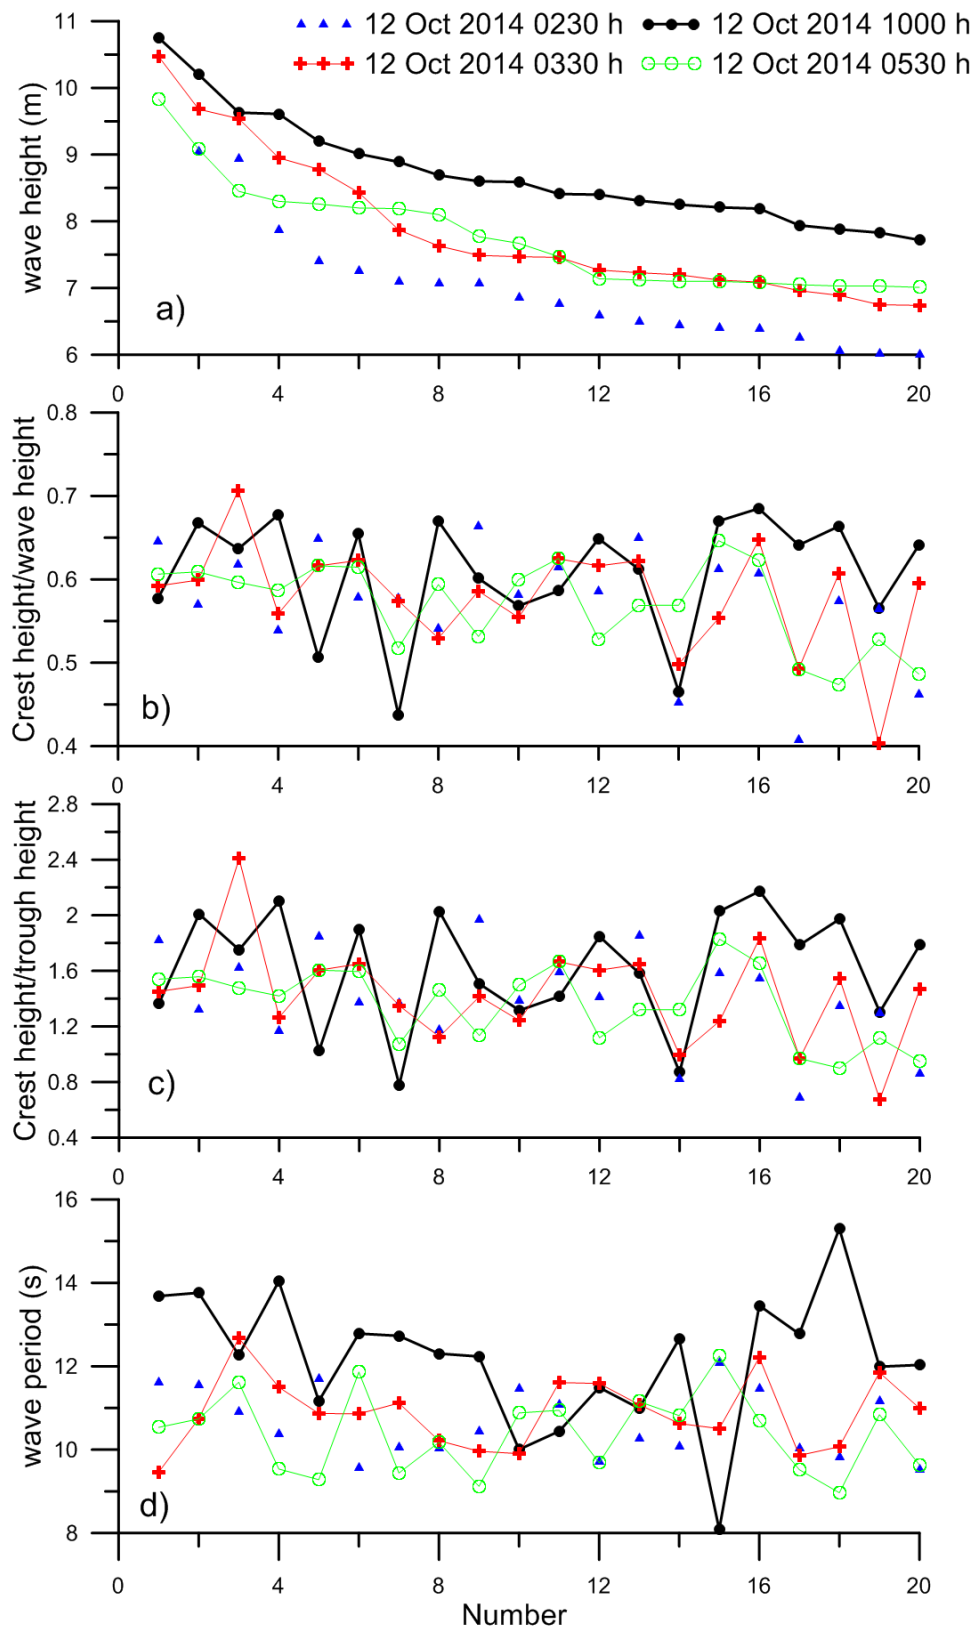 12 Oct 2014 0230 h 12 Oct 2014 1000 h
12 Oct 2014 0330 h 12 Oct 2014 0530 h
wave height (m)
11
10
9
8
7
6
a)
0 4 8 12 16 20
Crest height/wave height
0.8
0.7
0.6
0.5
0.4
b)
0 4 8 12 16 20
Crest height/trough height
2.8
2.4
2
1.6
1.2
0.8
0.4
c)
0 4 8 12 16 20
wave period (s)
16
14
12
10
8
d)
0 4 8 12 16 20
Number